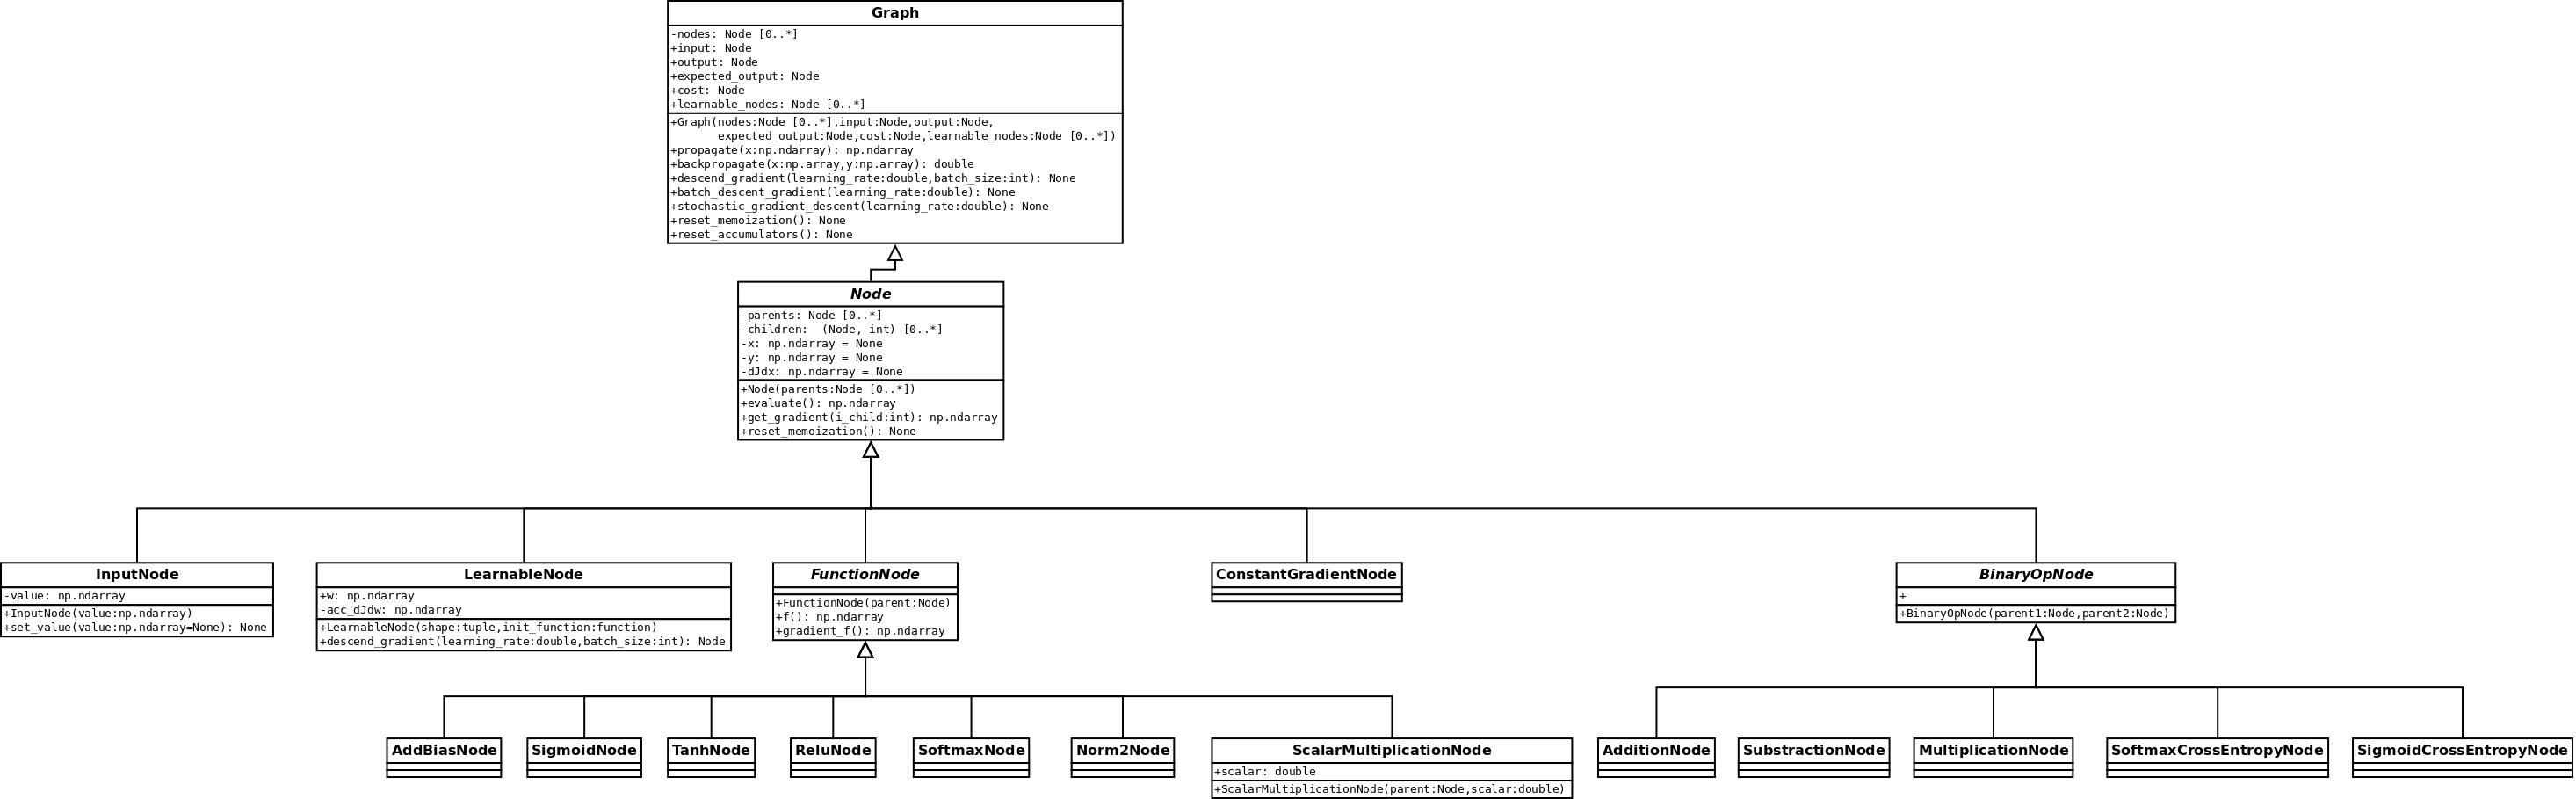 Graph
-nodes: Node [0..*]
+input: Node
+output: Node
+expected_output: Node
+cost: Node
+learnable_nodes: Node [0..*]
+Graph(nodes:Node [0..*],input:Node,output:Node,
expected_output:Node,cost:Node,learnable_nodes:Node [0..*])
+propagate(x:np.ndarray): np.ndarray
+backpropagate(x:np.array,y:np.array): double
+descend_gradient(learning_rate:double,batch_size:int): None
+batch_descent_gradient(learning_rate:double): None
+stochastic_gradient_descent(learning_rate:double): None
+reset_memoization(): None
+reset_accumulators(): None
Node
-parents: Node [0..*]
-children:  (Node, int) [0..*]
-x: np.ndarray = None
-y: np.ndarray = None
-dJdx: np.ndarray = None
+Node(parents:Node [0..*])
+evaluate(): np.ndarray
+get_gradient(i_child:int): np.ndarray
+reset_memoization(): None
InputNode
-value: np.ndarray
+InputNode(value:np.ndarray)
+set_value(value:np.ndarray=None): None
LearnableNode
+w: np.ndarray
-acc_dJdw: np.ndarray
+LearnableNode(shape:tuple,init_function:function)
+descend_gradient(learning_rate:double,batch_size:int): Node
FunctionNode
+FunctionNode(parent:Node)
+f(): np.ndarray
+gradient_f(): np.ndarray
ConstantGradientNode
BinaryOpNode
+
+BinaryOpNode(parent1:Node,parent2:Node)
AddBiasNode
SigmoidNode
TanhNode
ReluNode
SoftmaxNode
Norm2Node
ScalarMultiplicationNode
+scalar: double
+ScalarMultiplicationNode(parent:Node,scalar:double)
AdditionNode
SubstractionNode
MultiplicationNode
SoftmaxCrossEntropyNode
SigmoidCrossEntropyNode